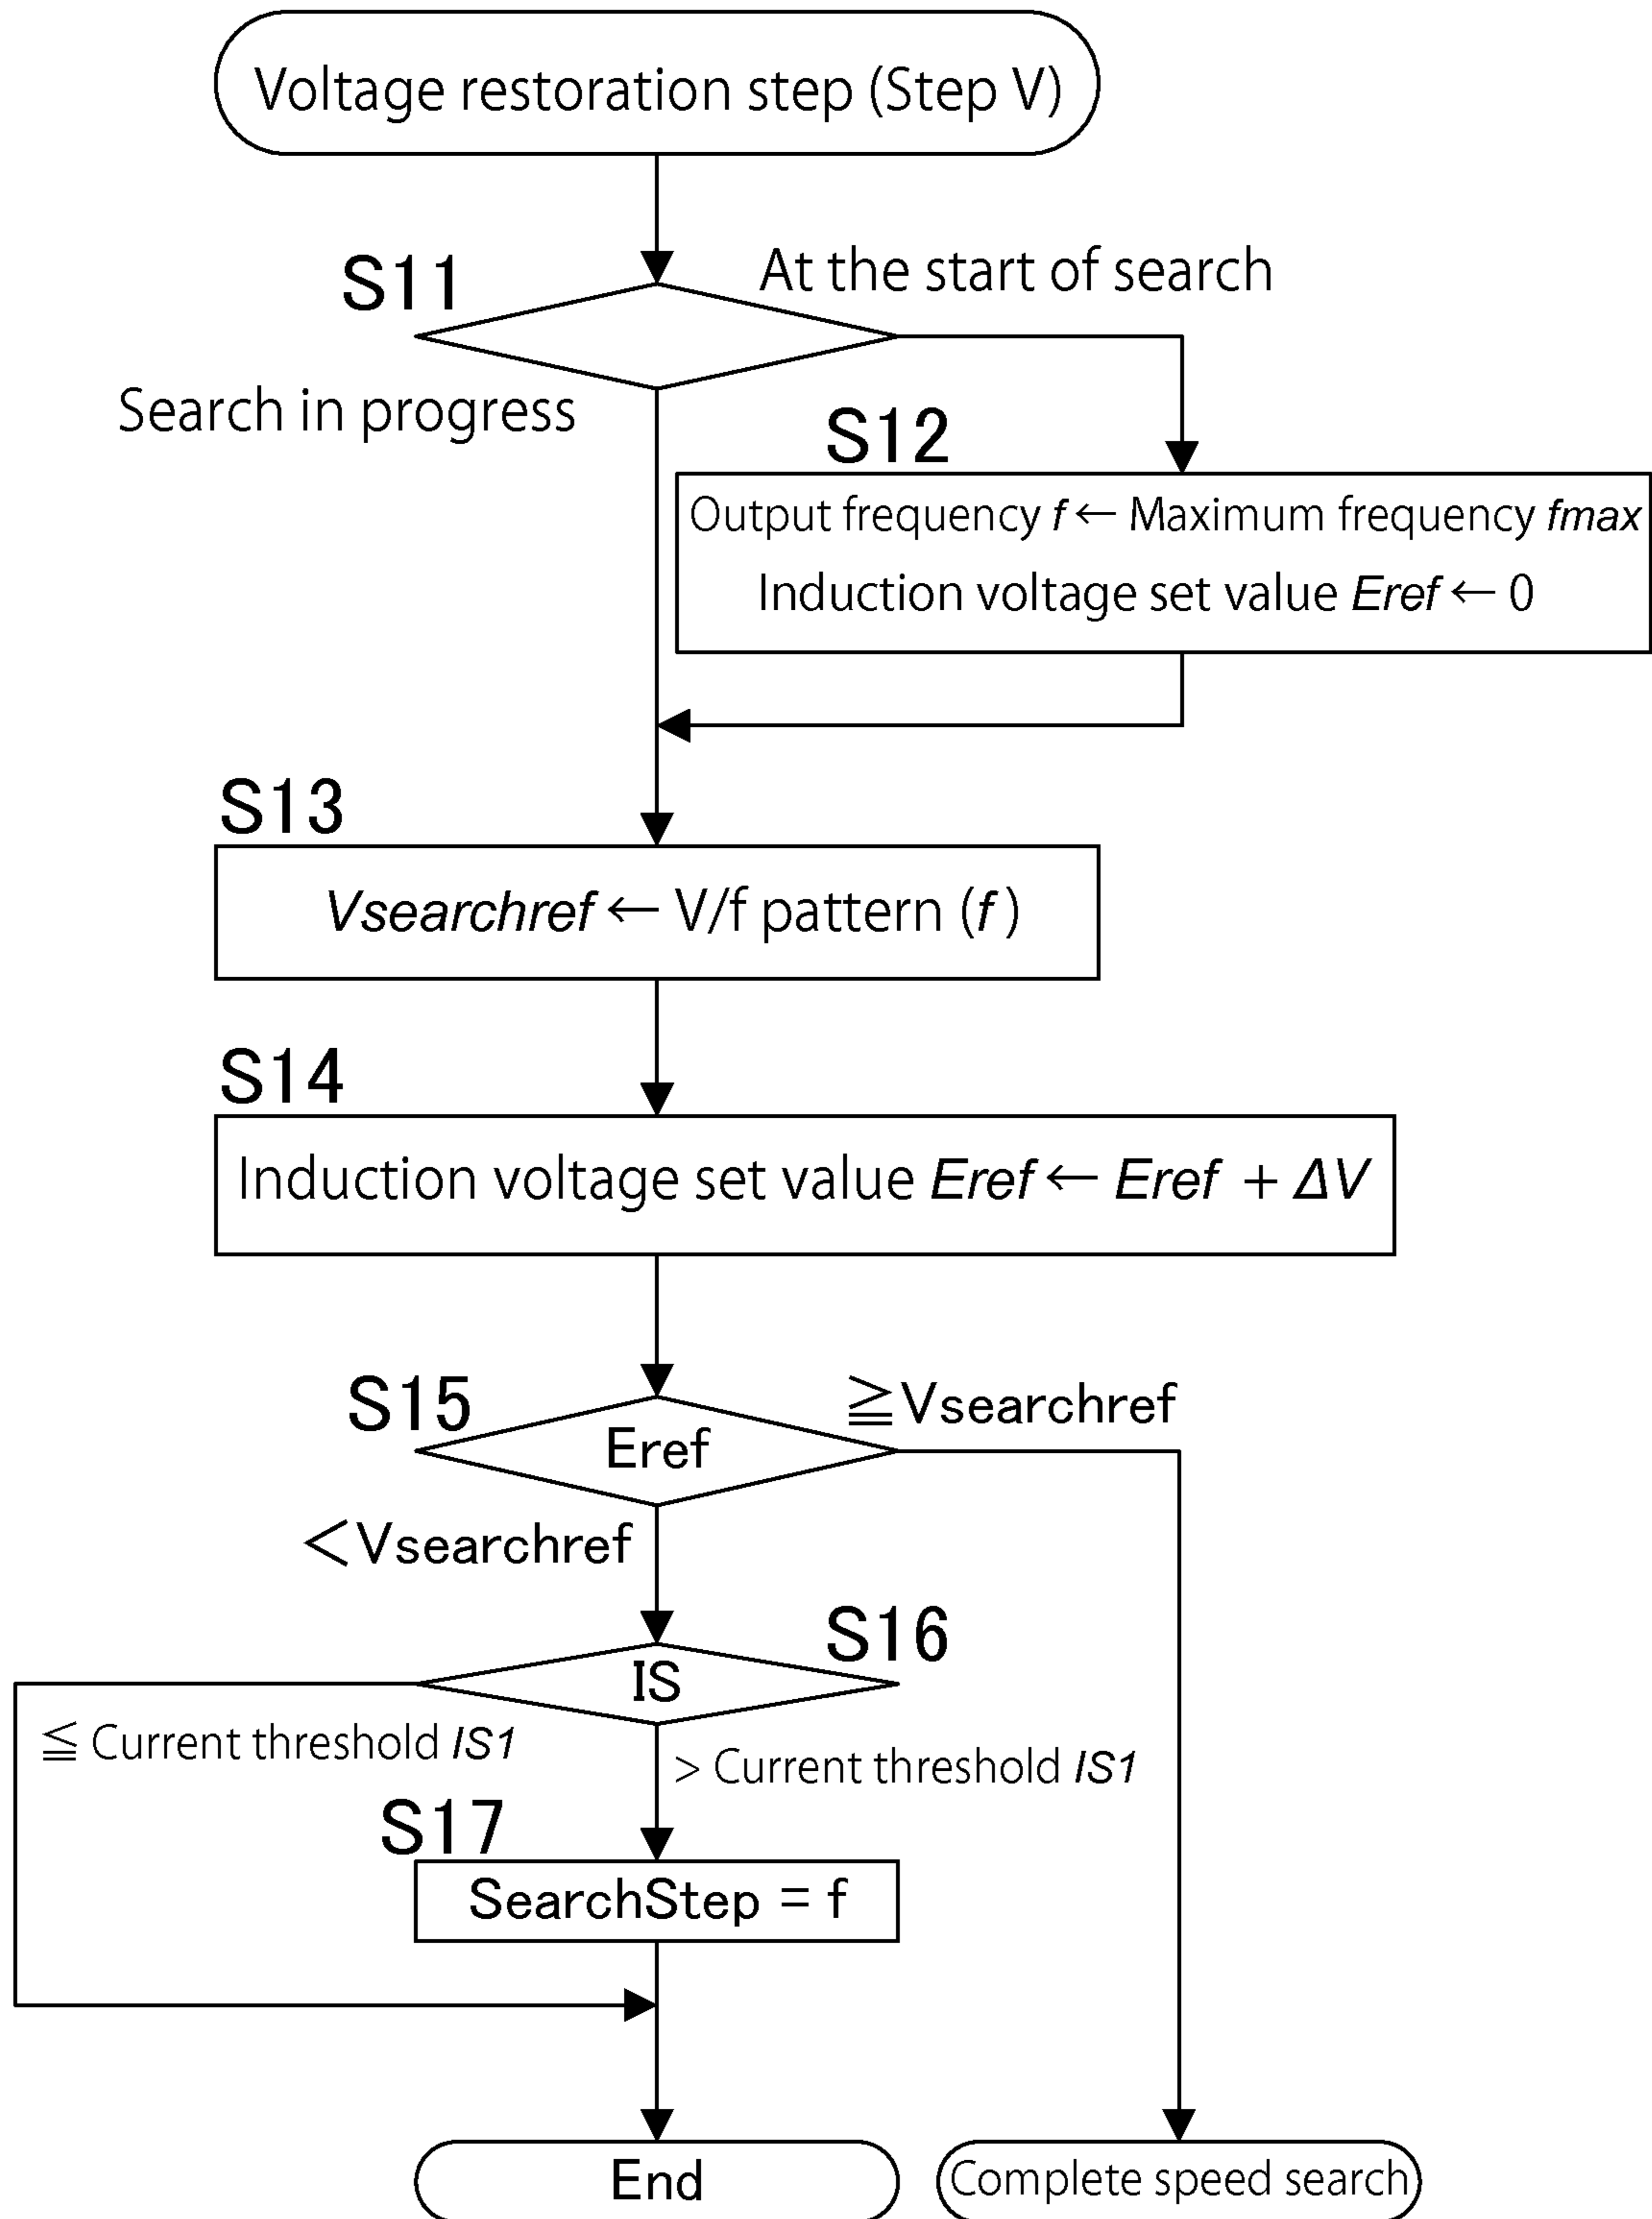 Voltage restoration step (Step V)
S11
At the start of search
Search in progress
S12
Output frequency f ← Maximum frequency fmax
Induction voltage set value Eref ← 0
S13
Vsearchref ← V/f pattern (f )
S14
Induction voltage set value Eref ← Eref + ΔV
S15
≧Vsearchref
Eref
<Vsearchref
S16
IS
≦ Current threshold IS1
> Current threshold IS1
S17
SearchStep = f
End
Complete speed search